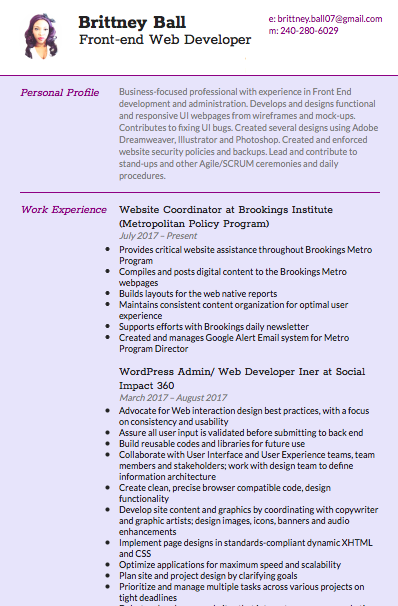 Brittney Ball
Front-end Web Developer
e: brittney.ball07@gmail.com
m: 240-280-6029
Personal Profile
Business-focused professional with experience in Front End
development and administration. Develops and designs functional
and responsive UI webpages from wireframes and mock-ups.
Contributes to fixing UI bugs. Created several designs using Adobe
Dreamweaver, Illustrator and Photoshop. Created and enforced
website security policies and backups. Lead and contribute to
stand-ups and other Agile/SCRUM ceremonies and daily
procedures.
Work Experience
Website Coordinator at Brookings Institute
(Metropolitan Policy Program)
July 2017 – Present
• Provides critical website assistance throughout Brookings Metro
Program
• Compiles and posts digital content to the Brookings Metro
webpages
• Builds layouts for the web native reports
• Maintains consistent content organization for optimal user
experience
• Supports efforts with Brookings daily newsletter
• Created and manages Google Alert Email system for Metro
Program Director
WordPress Admin/ Web Developer Iner at Social
Impact 360
March 2017 – August 2017
• Advocate for Web interaction design best practices, with a focus
on consistency and usability
• Assure all user input is validated before submitting to back end
• Build reusable codes and libraries for future use
• Collaborate with User Interface and User Experience teams, team
members and stakeholders; work with design team to define
information architecture
• Create clean, precise browser compatible code, design
functionality
• Develop site content and graphics by coordinating with copywriter
and graphic artists; design images, icons, banners and audio
enhancements
• Implement page designs in standards-compliant dynamic XHTML
and CSS
• Optimize applications for maximum speed and scalability
• Plan site and project design by clarifying goals
• Prioritize and manage multiple tasks across various projects on
tight deadlines